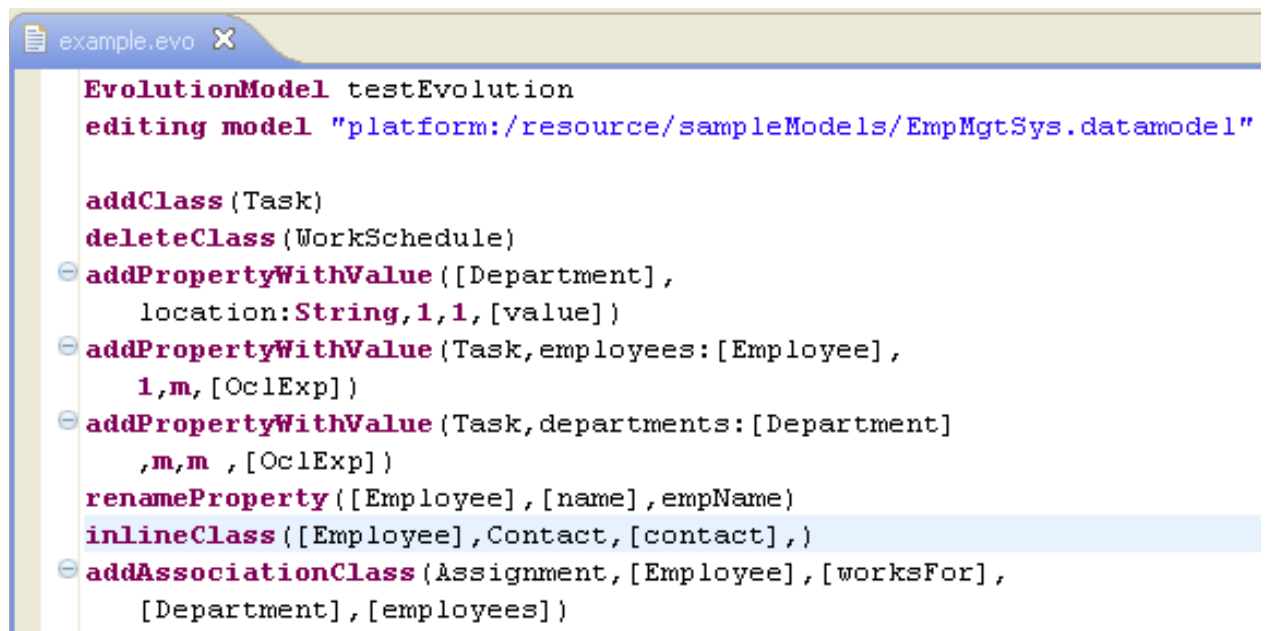 example.evo
EvolutionModel testEvolution
editing model "platform:/resource/sampleModels/EmpMgtSys.datamodel"
addClass(Task)
deleteClass(WorkSchedule)
addPropertyWithValue([Department],
location:String,1,1,[value])
addPropertyWithValue(Task,employees:[Employee],
1,m,[OclExp])
addPropertyWithValue(Task,departments:[Department]
,m,m ,[OclExp])
renameProperty([Employee],[name],empName)
inlineClass([Employee],Contact,[contact],)
addAssociationClass(Assignment,[Employee],[worksFor],
[Department],[employees])